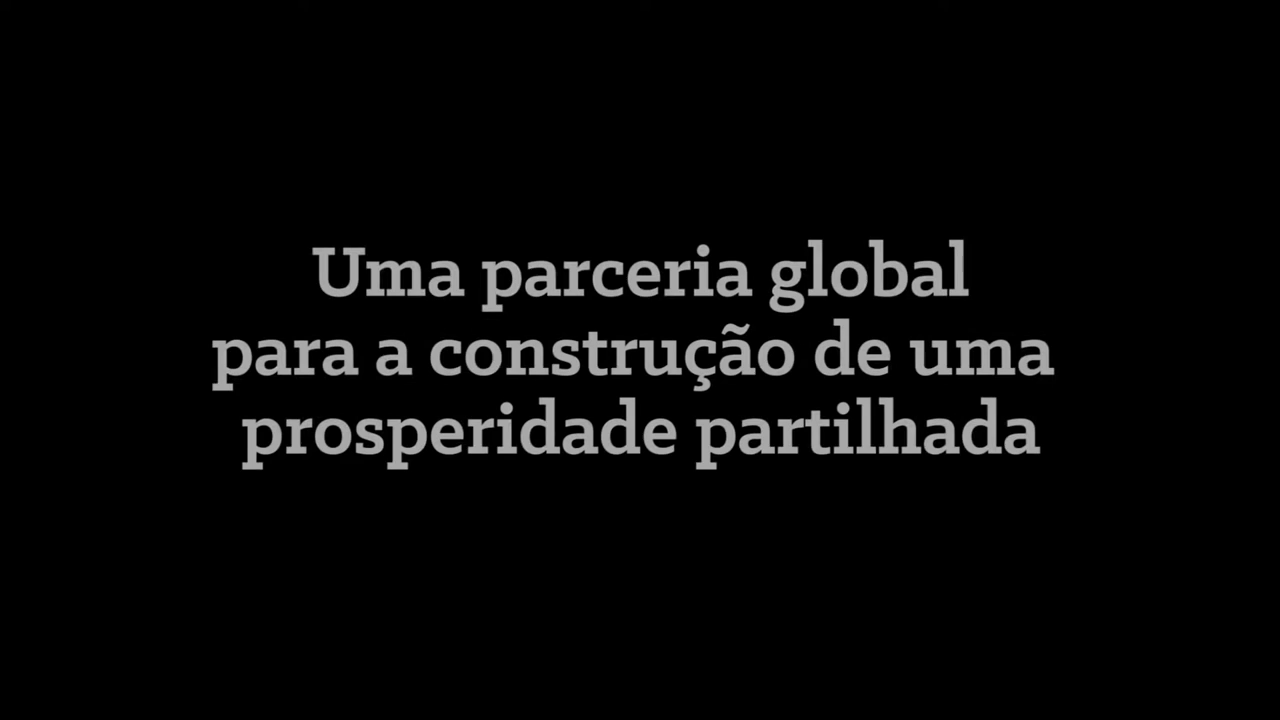 Uma parceria global
para a construção de uma
prosperidade partilhada